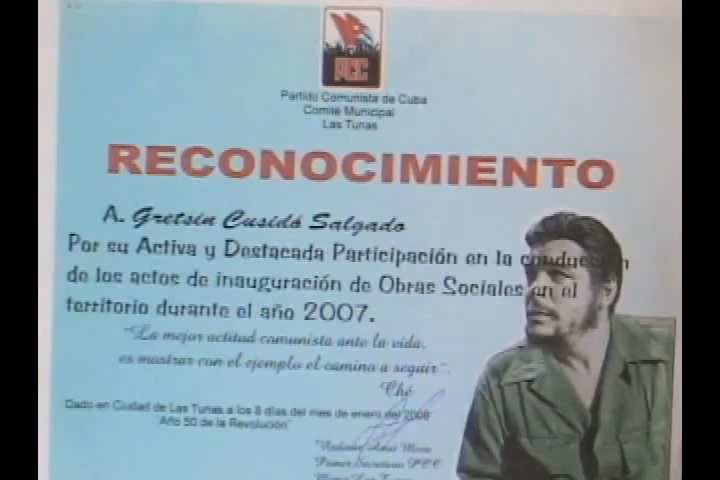 PCC
Partido Comunista de Cuba
Comité Municipal
Las Tunas
RECONOCIMIENTO
A. Gretsin Cusidó Salgado
Por su Activa y Destacada Participación en la conducción
de los actos de inauguración de Obras Sociales en el
territorio durante el año 2007.
"La mejor actitud comunista ante la vida,
es mostrar con el ejemplo el camino a seguir".
Ché
Dado en Ciudad de Las Tunas a los 8 días del mes de enero del 2008
"Año 50 de la Revolución"
Primer Secretario PCC